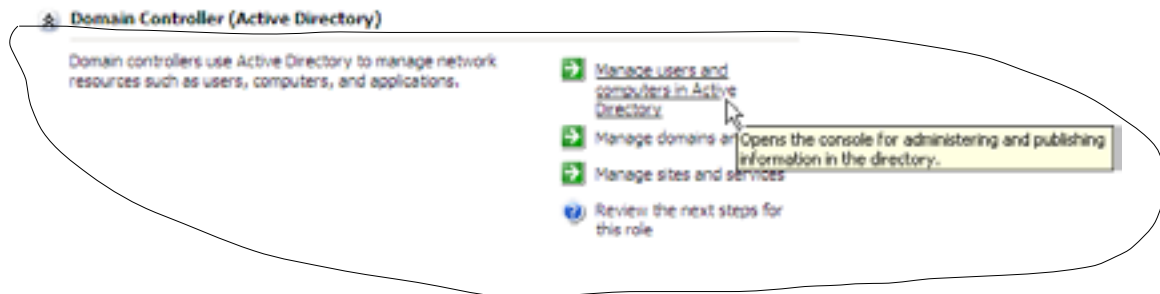 Domain Controller (Active Directory)
Domain controllers use Active Directory to manage network
resources such as users, computers, and applications.
Manage users and
computers in Active
Directory
Manage domains
Opens the console for administering and publishing
information in the directory.
Manage sites and services
Review the next steps for
this role